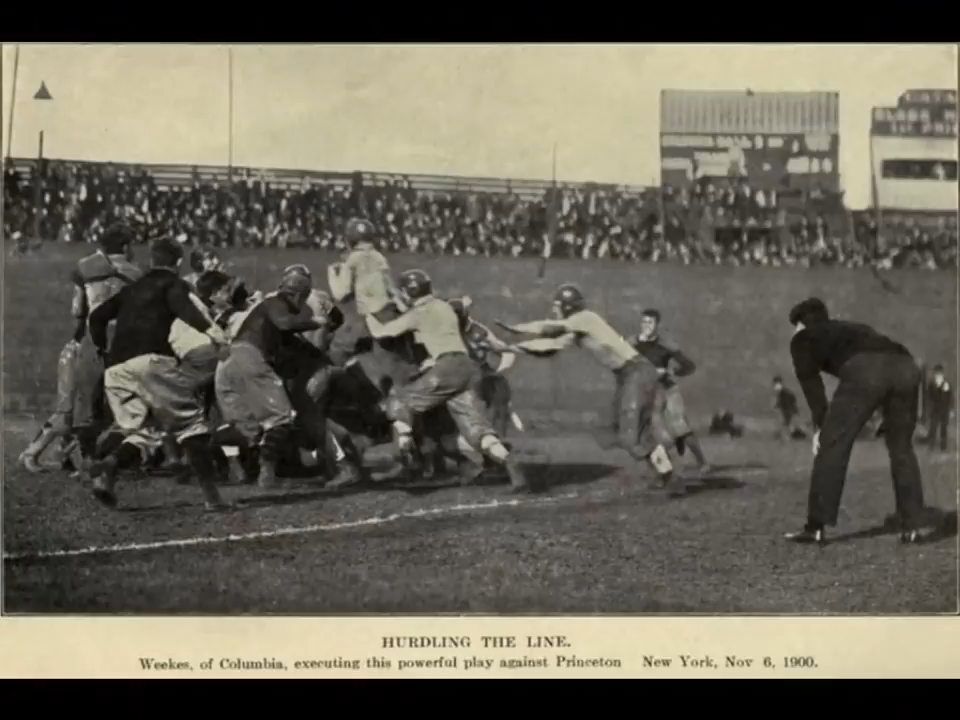 HURDLING THE LINE.
Weekes, of Columbia, executing this powerful play against Princeton New York, Nov 6, 1900.